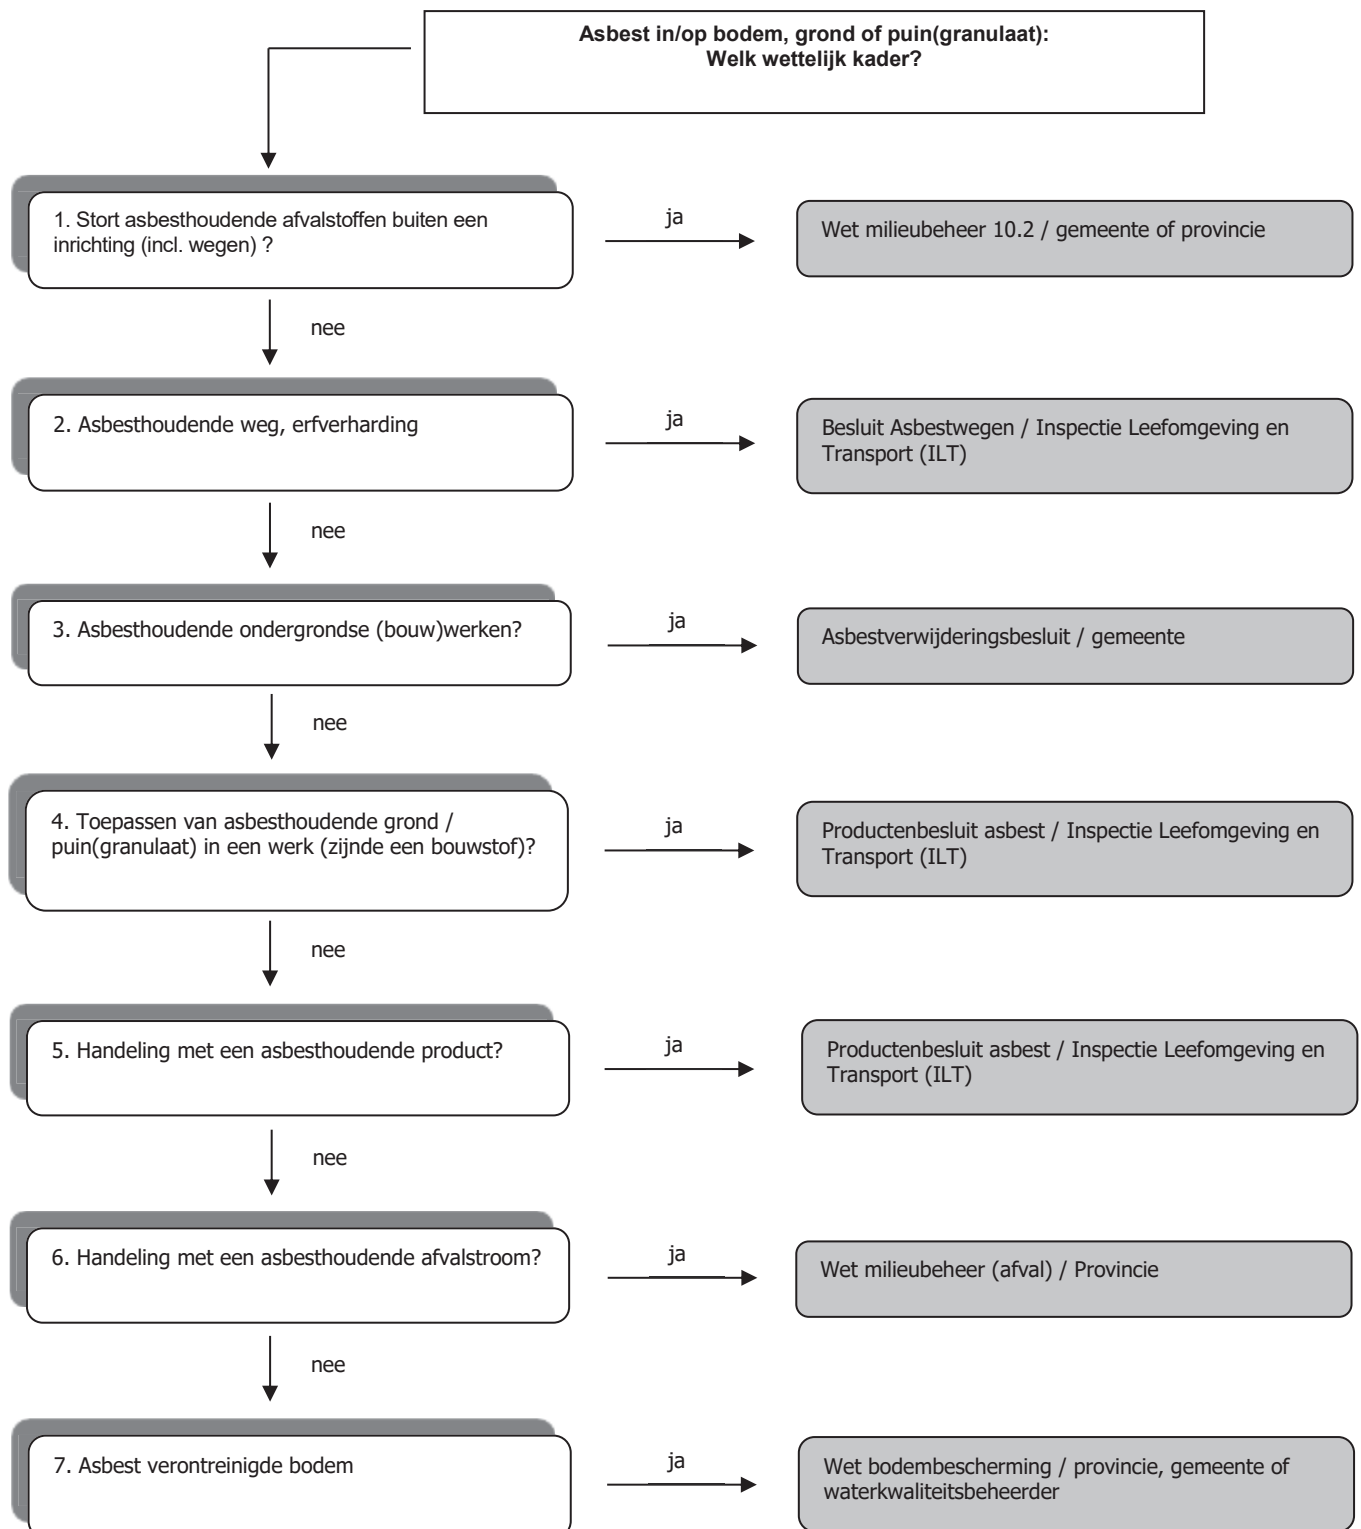 Asbest in/op bodem, grond of puin(granulaat):
Welk wettelijk kader?
1. Stort asbesthoudende afvalstoffen buiten een
inrichting (incl. wegen) ?
ja
Wet milieubeheer 10.2 / gemeente of provincie
nee
2. Asbesthoudende weg, erfverharding
ja
Besluit Asbestwegen / Inspectie Leefomgeving en
Transport (ILT)
nee
3. Asbesthoudende ondergrondse (bouw)werken?
ja
Asbestverwijderingsbesluit / gemeente
nee
4. Toepassen van asbesthoudende grond /
puin(granulaat) in een werk (zijnde een bouwstof)?
ja
Productenbesluit asbest / Inspectie Leefomgeving en
Transport (ILT)
nee
5. Handeling met een asbesthoudende product?
ja
Productenbesluit asbest / Inspectie Leefomgeving en
Transport (ILT)
nee
6. Handeling met een asbesthoudende afvalstroom?
ja
Wet milieubeheer (afval) / Provincie
nee
7. Asbest verontreinigde bodem
ja
Wet bodembescherming / provincie, gemeente of
waterkwaliteitsbeheerder